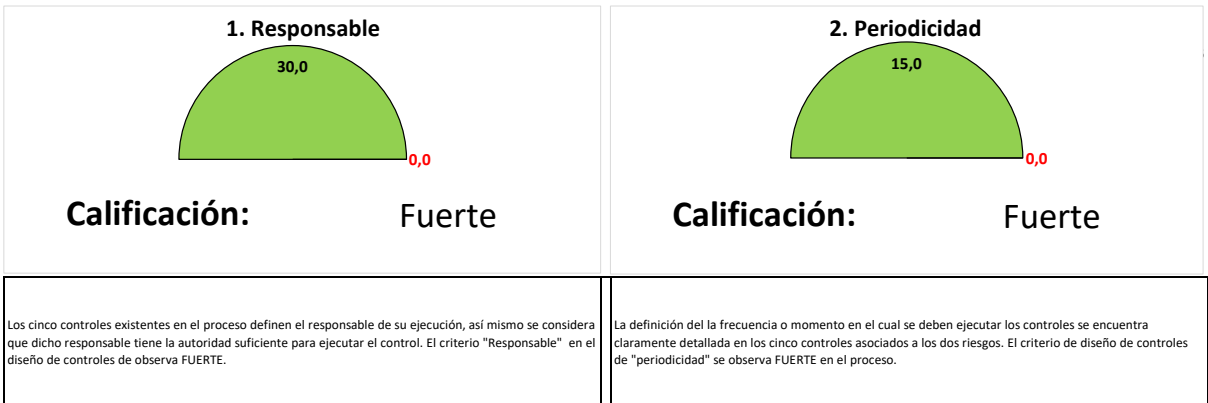 1. Responsable
30,0
0,0
Calificación: Fuerte
Los cinco controles existentes en el proceso definen el responsable de su ejecución, así mismo se considera
que dicho responsable tiene la autoridad suficiente para ejecutar el control. El criterio "Responsable"  en el
diseño de controles de observa FUERTE.
2. Periodicidad
15,0
0,0
Calificación: Fuerte
La definición del la frecuencia o momento en el cual se deben ejecutar los controles se encuentra
claramente detallada en los cinco controles asociados a los dos riesgos. El criterio de diseño de controles
de "periodicidad" se observa FUERTE en el proceso.